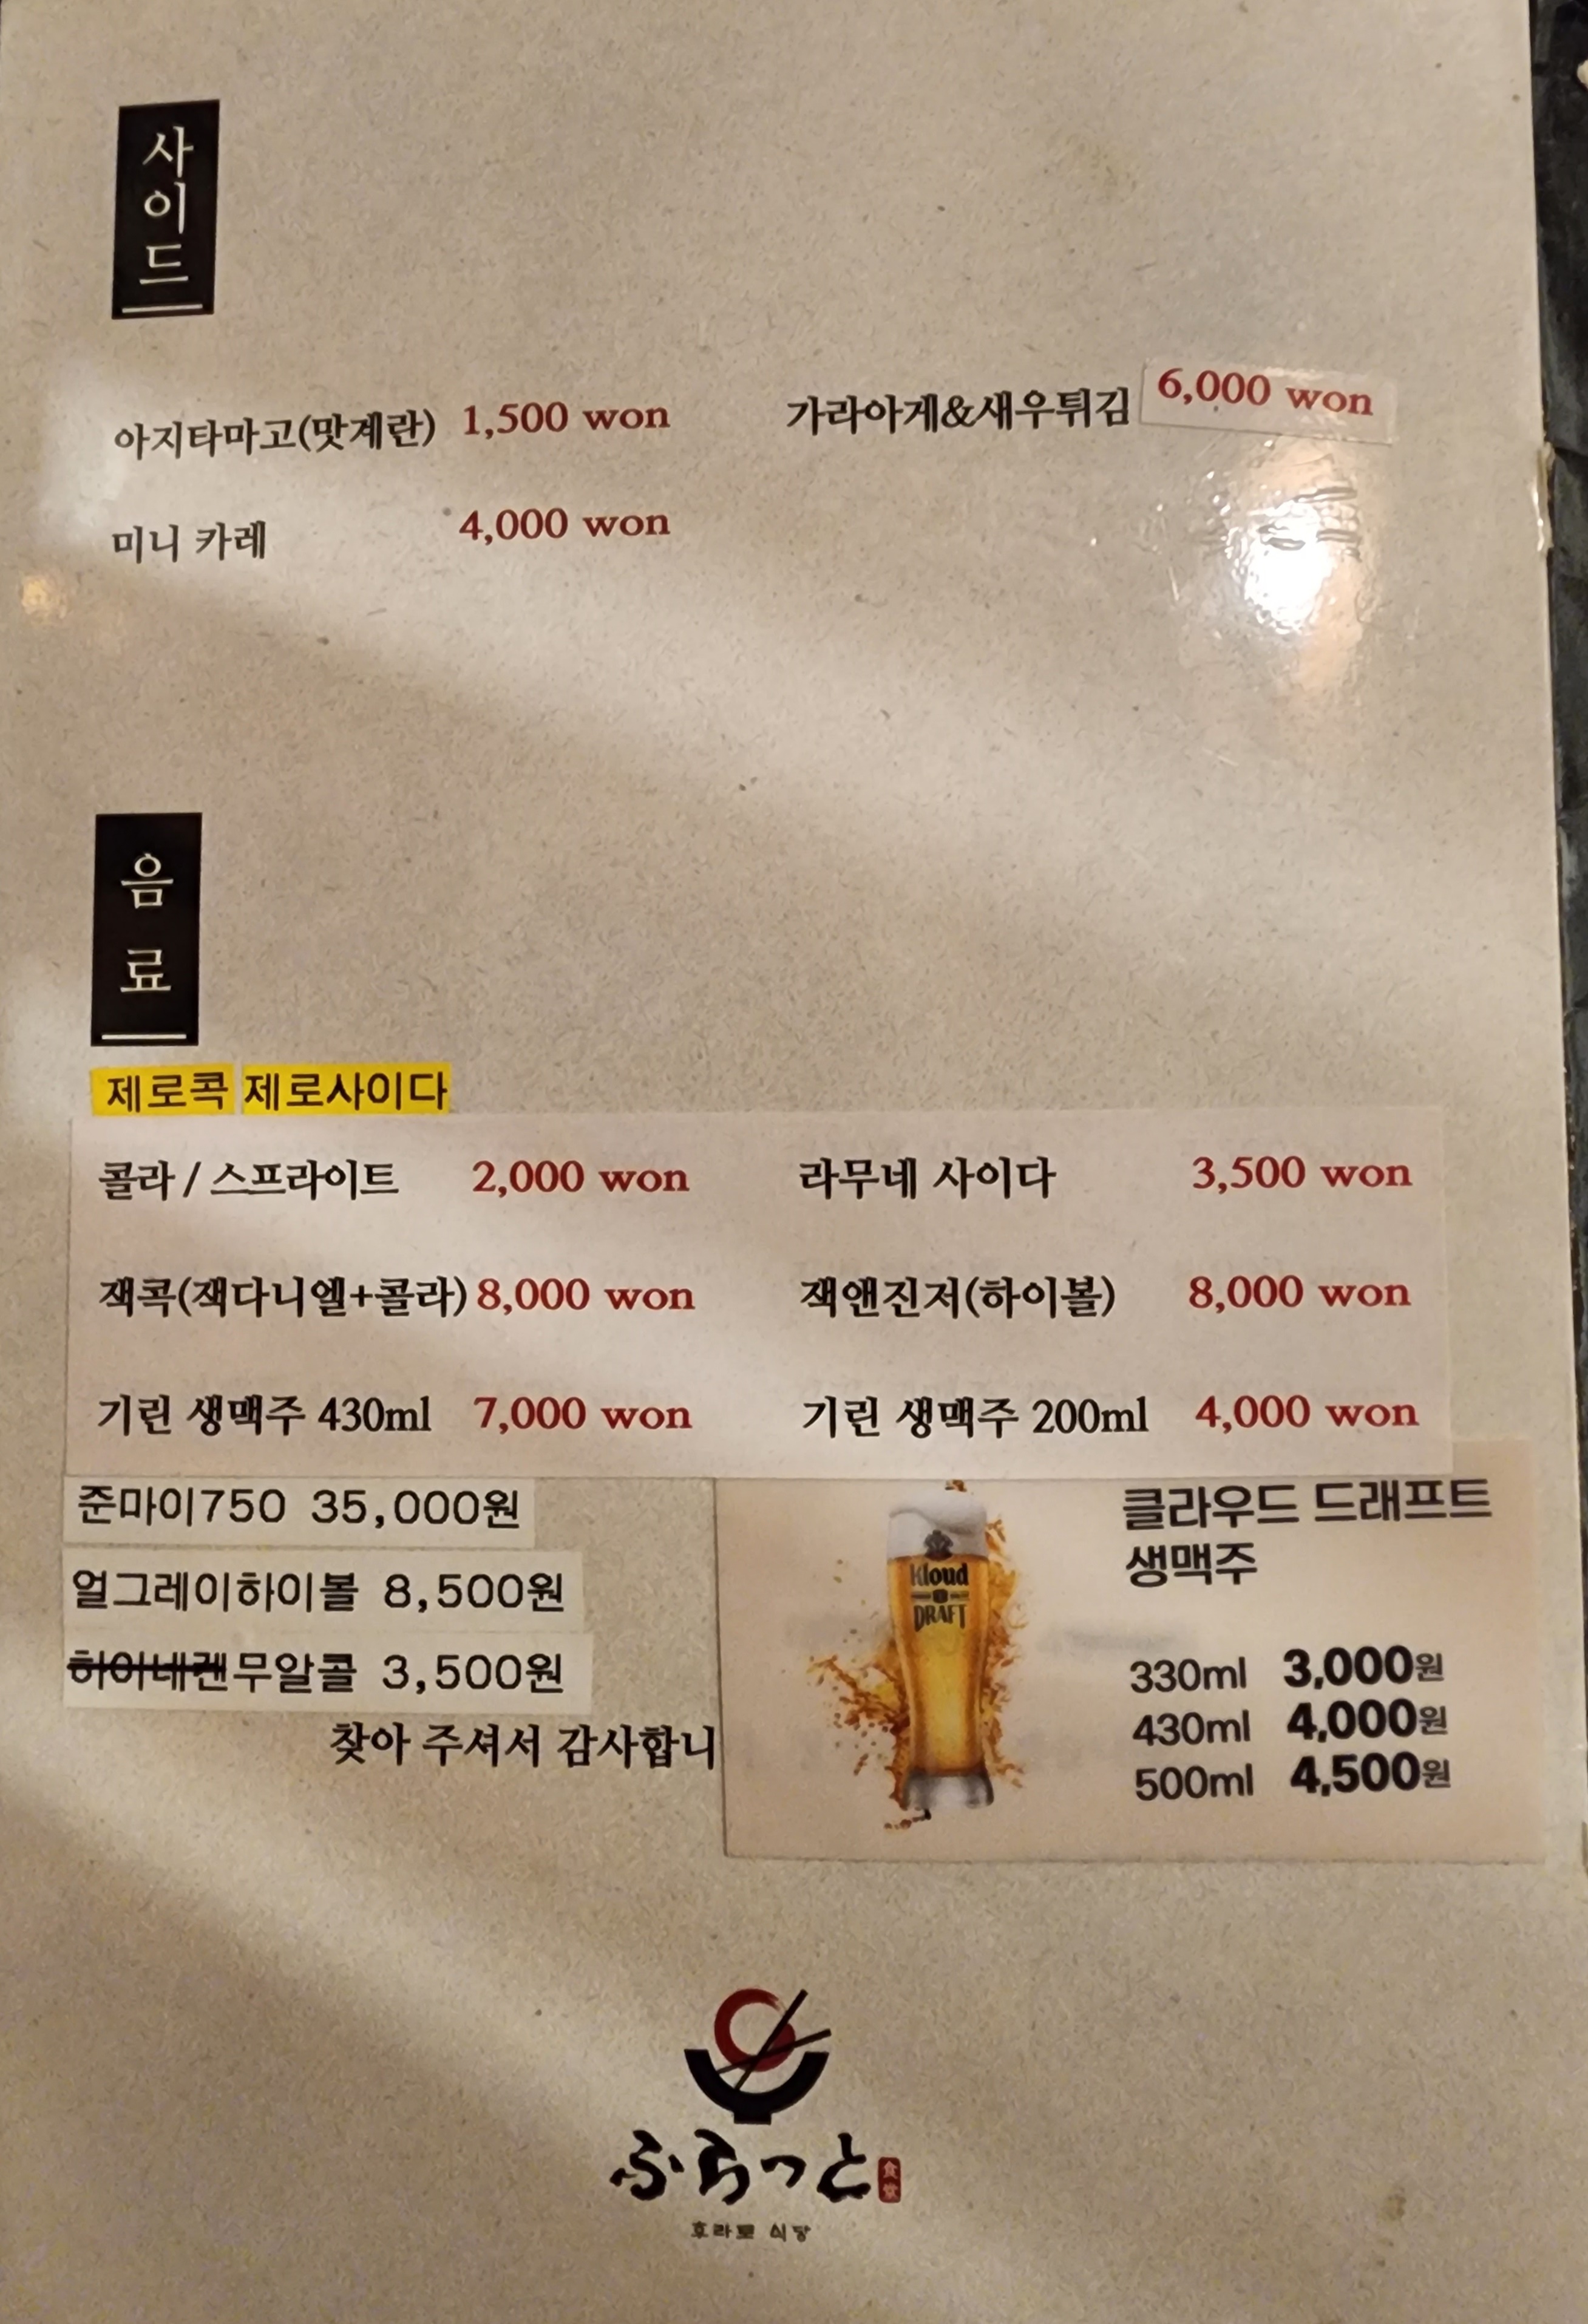 사이드
아지타마고(맛계란) 1,500 won
가라아게&새우튀김 6,000 won
미니 카레 4,000 won
음료
제로콕 제로사이다
콜라 / 스프라이트 2,000 won
라무네 사이다 3,500 won
잭콕(잭다니엘+콜라) 8,000 won
잭앤진저(하이볼) 8,000 won
기린 생맥주 430ml 7,000 won
기린 생맥주 200ml 4,000 won
준마이750 35,000원
얼그레이하이볼 8,500원
하이네켄무알콜 3,500원
찾아 주셔서 감사합니
Kloud
DRAFT
클라우드 드래프트
생맥주
330ml 3,000원
430ml 4,000원
500ml 4,500원
ふらっと
食堂
후라토 식당